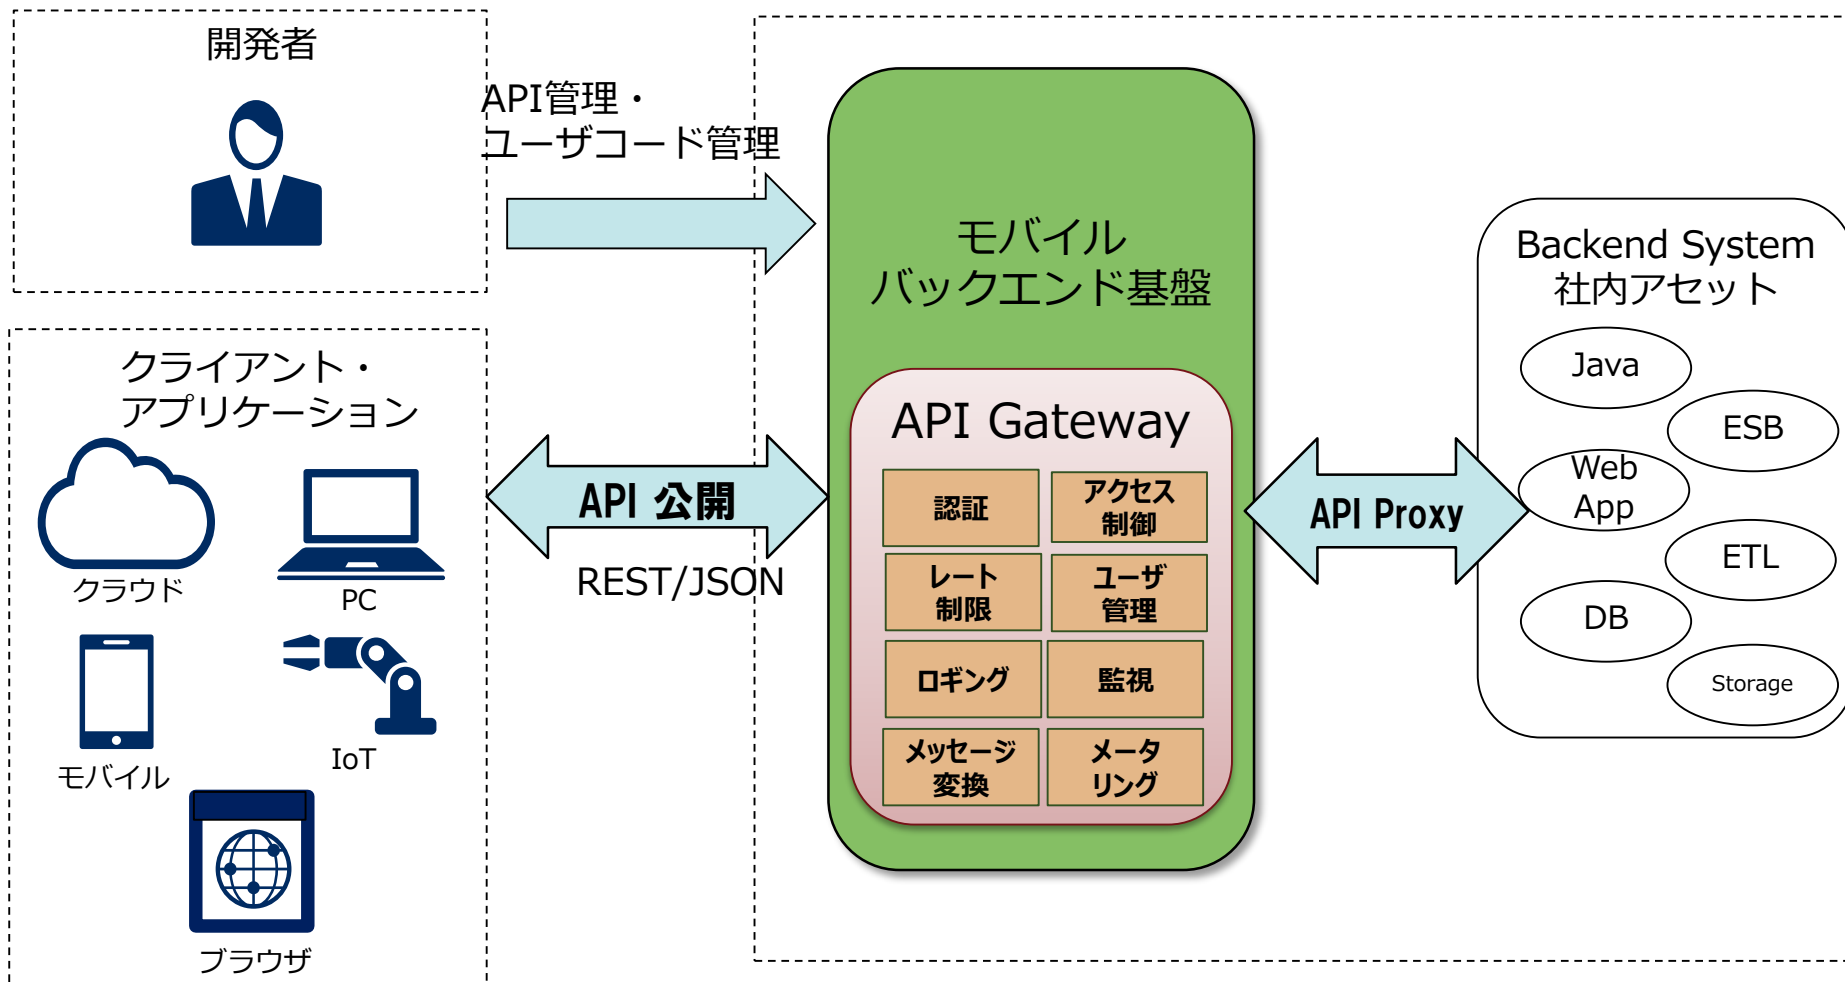 開発者
API管理・
ユーザコード管理
クライアント・
アプリケーション
クラウド
PC
モバイル
IoT
ブラウザ
API 公開
REST/JSON
モバイル
バックエンド基盤
API Gateway
認証
アクセス
制御
レート
制限
ユーザ
管理
ロギング
監視
メッセージ
変換
メータ
リング
API Proxy
Backend System
社内アセット
Java
ESB
Web
App
ETL
DB
Storage